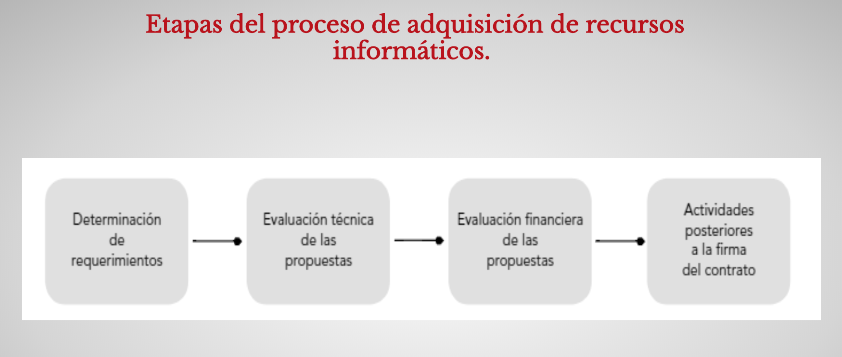 Etapas del proceso de adquisición de recursos
informáticos.
Determinación
de
requerimientos
Evaluación técnica
de las
propuestas
Evaluación financiera
de las
propuestas
Actividades
posteriores
a la firma
del contrato